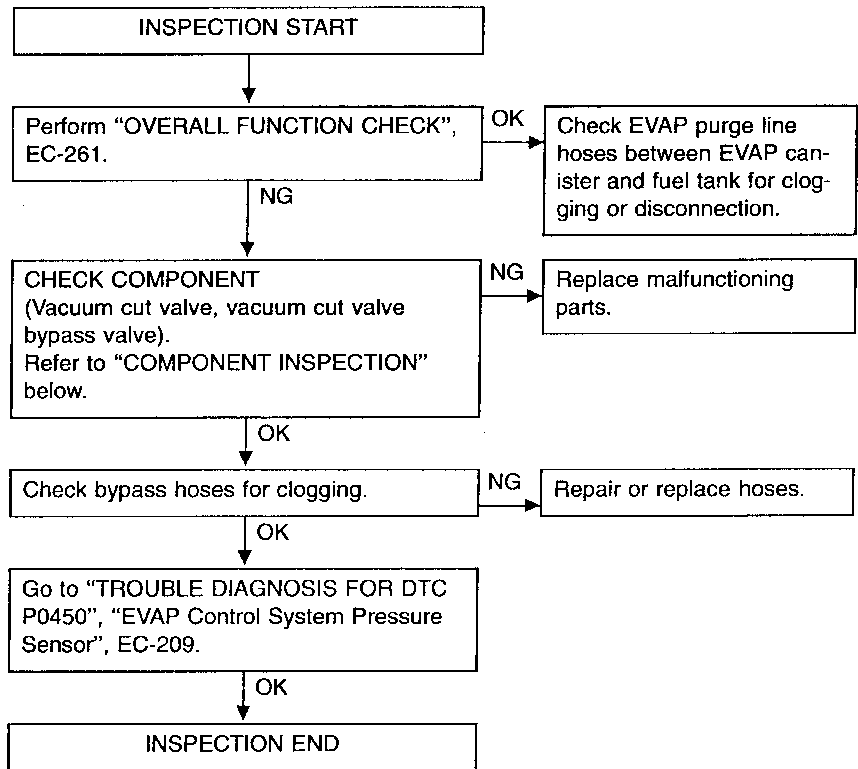 INSPECTION START
Perform “OVERALL FUNCTION CHECK”,
EC-261.
OK
Check EVAP purge line
hoses between EVAP can-
ister and fuel tank for clog-
ging or disconnection.
NG
CHECK COMPONENT
(Vacuum cut valve, vacuum cut valve
bypass valve).
Refer to “COMPONENT INSPECTION”
below.
NG
Replace malfunctioning
parts.
OK
Check bypass hoses for clogging.
NG
Repair or replace hoses.
OK
Go to “TROUBLE DIAGNOSIS FOR DTC
P0450”, “EVAP Control System Pressure
Sensor”, EC-209.
OK
INSPECTION END